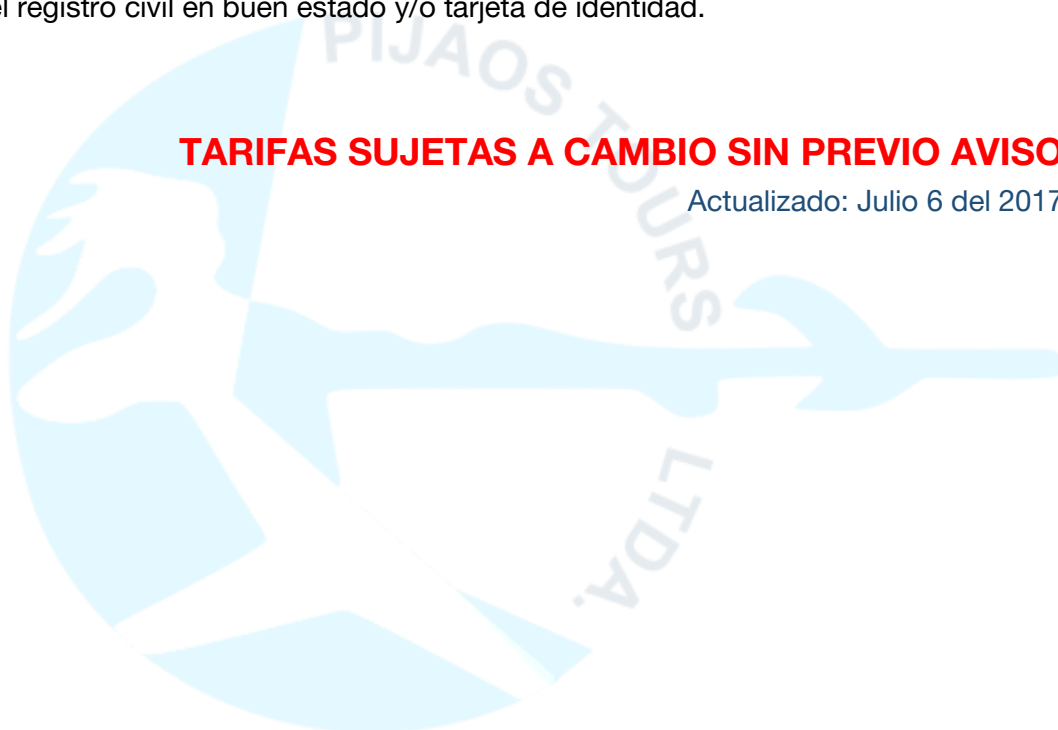 el registro civil en buen estado y/o tarjeta de identidad.
PIJAOS TOURS LTDA.
TARIFAS SUJETAS A CAMBIO SIN PREVIO AVISO
Actualizado: Julio 6 del 2017